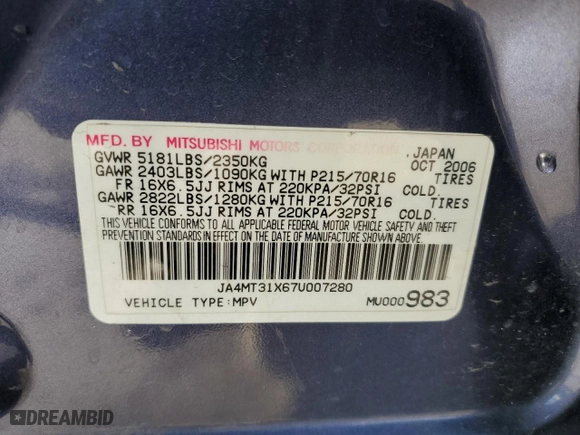 MFD. BY MITSUBISHI MOTORS CORPORATION, JAPAN
GVWR 5181LBS/2350KG OCT 2006
GAWR 2403LBS/1090KG WITH P215/70R16 TIRES
FR 16X6.5JJ RIMS AT 220KPA/32PSI COLD.
GAWR 2822LBS/1280KG WITH P215/70R16 TIRES
RR 16X6.5JJ RIMS AT 220KPA/32PSI COLD.
THIS VEHICLE CONFORMS TO ALL APPLICABLE FEDERAL MOTOR VEHICLE SAFETY AND THEFT
PREVENTION STANDARDS IN EFFECT ON THE DATE OF MANUFACTURE SHOWN ABOVE.
JA4MT31X67U007280
VEHICLE TYPE:MPV MU000983
DREAMBID